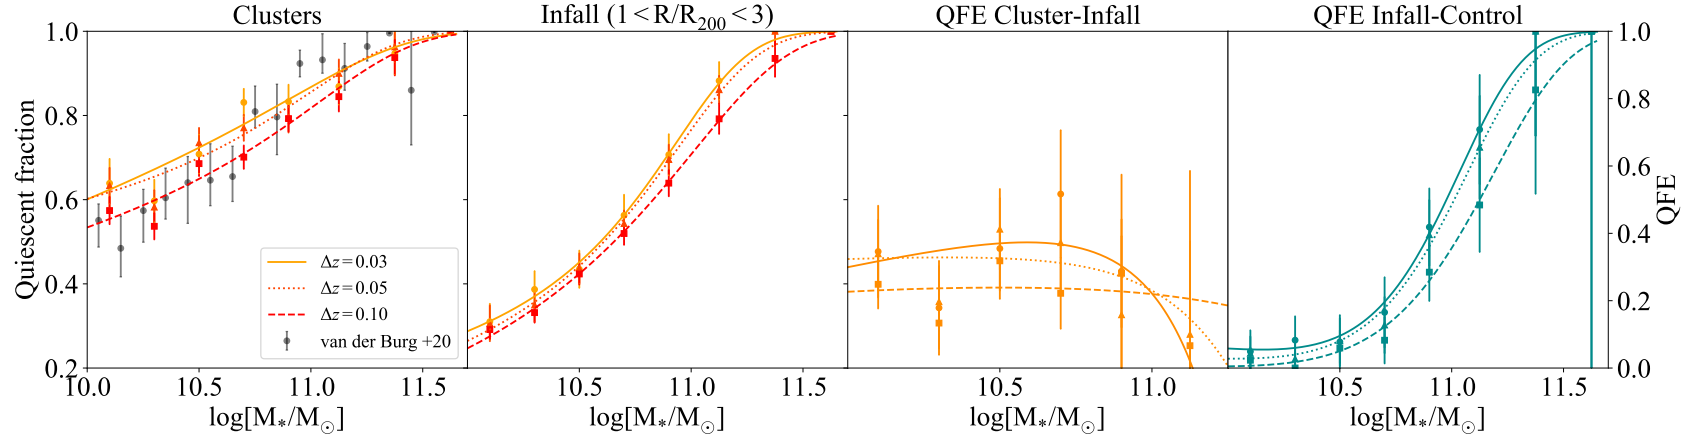 Clusters
Infall (1 < R/R₂₀₀ < 3)
QFE Cluster-Infall
QFE Infall-Control
Quiescent fraction
1.0
0.8
0.6
0.4
0.2
Δz = 0.03
Δz = 0.05
Δz = 0.10
van der Burg +20
10.0 10.5 11.0 11.5
log[M∗/M⊙]
10.5 11.0 11.5
log[M∗/M⊙]
10.5 11.0
log[M∗/M⊙]
10.5 11.0 11.5
log[M∗/M⊙]
1.0
0.8
0.6
0.4
0.2
0.0
QFE